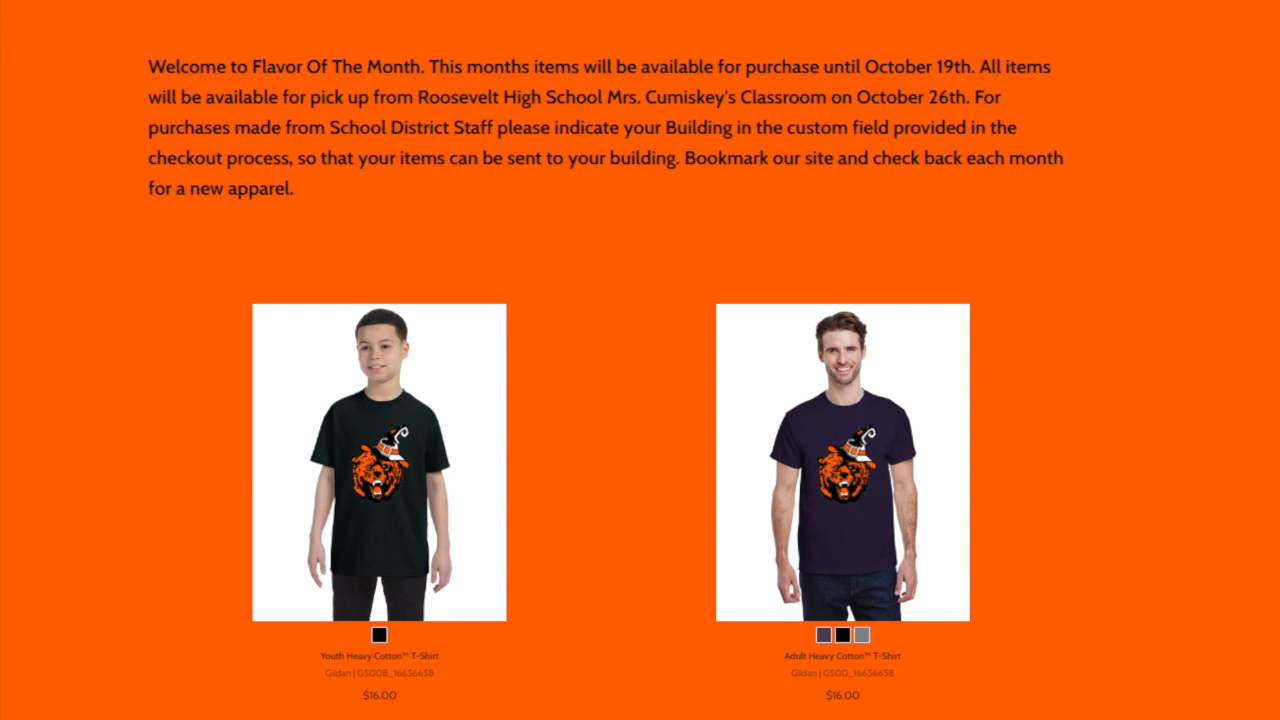 Welcome to Flavor Of The Month. This months items will be available for purchase until October 19th. All items
will be available for pick up from Roosevelt High School Mrs. Cumiskey's Classroom on October 26th. For
purchases made from School District Staff please indicate your Building in the custom field provided in the
checkout process, so that your items can be sent to your building. Bookmark our site and check back each month
for a new apparel.
Youth Heavy Cotton™ T-Shirt
Gildan | G500B_16656658
$16.00
Adult Heavy Cotton™ T-Shirt
Gildan | G500_16656658
$16.00